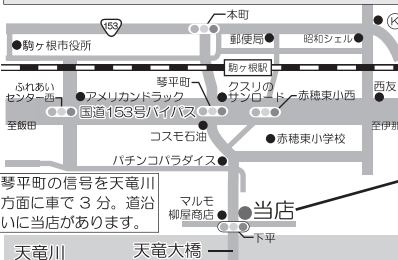 153
本町
K
駒ヶ根市役所
郵便局
昭和シェル
駒ヶ根駅
ふれあい
センター西
アメリカンドラック
琴平町
クスリの
サンロード
赤穂東小西
西友
国道153号バイパス
至飯田
至伊那
コスモ石油
赤穂東小学校
パチンコパラダイス
琴平町の信号を天竜川
方面に車で3分。道沿
いに当店があります。
マルモ
柳屋商店
当店
下平
天竜川
天竜大橋